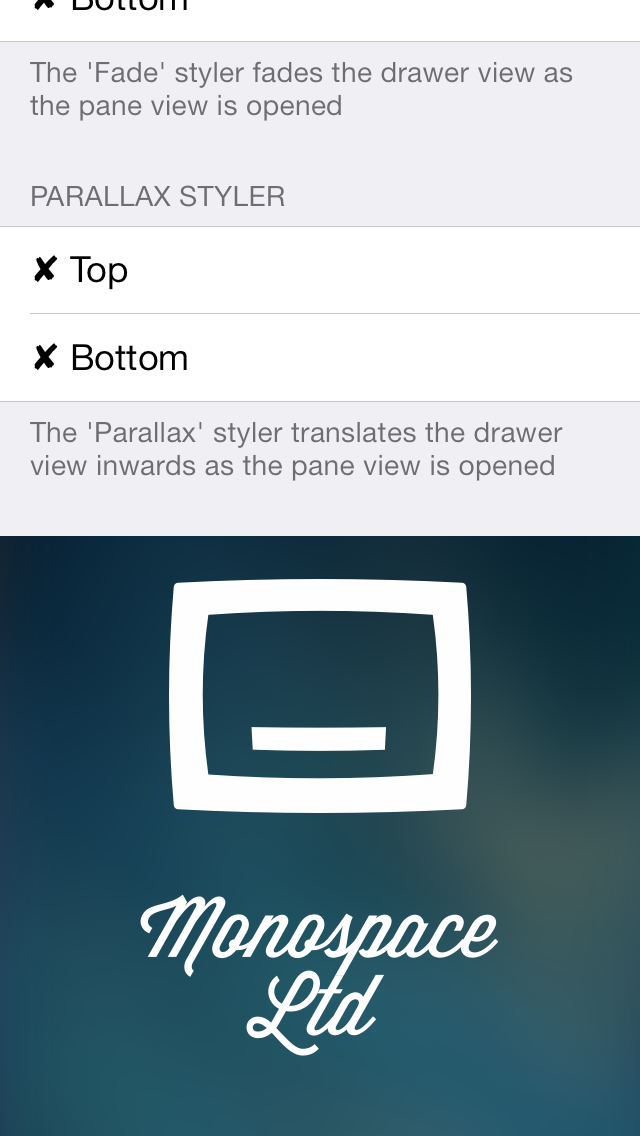 ✘ Bottom
The 'Fade' styler fades the drawer view as
the pane view is opened
PARALLAX STYLER
✘ Top
✘ Bottom
The 'Parallax' styler translates the drawer
view inwards as the pane view is opened
Monospace
Ltd